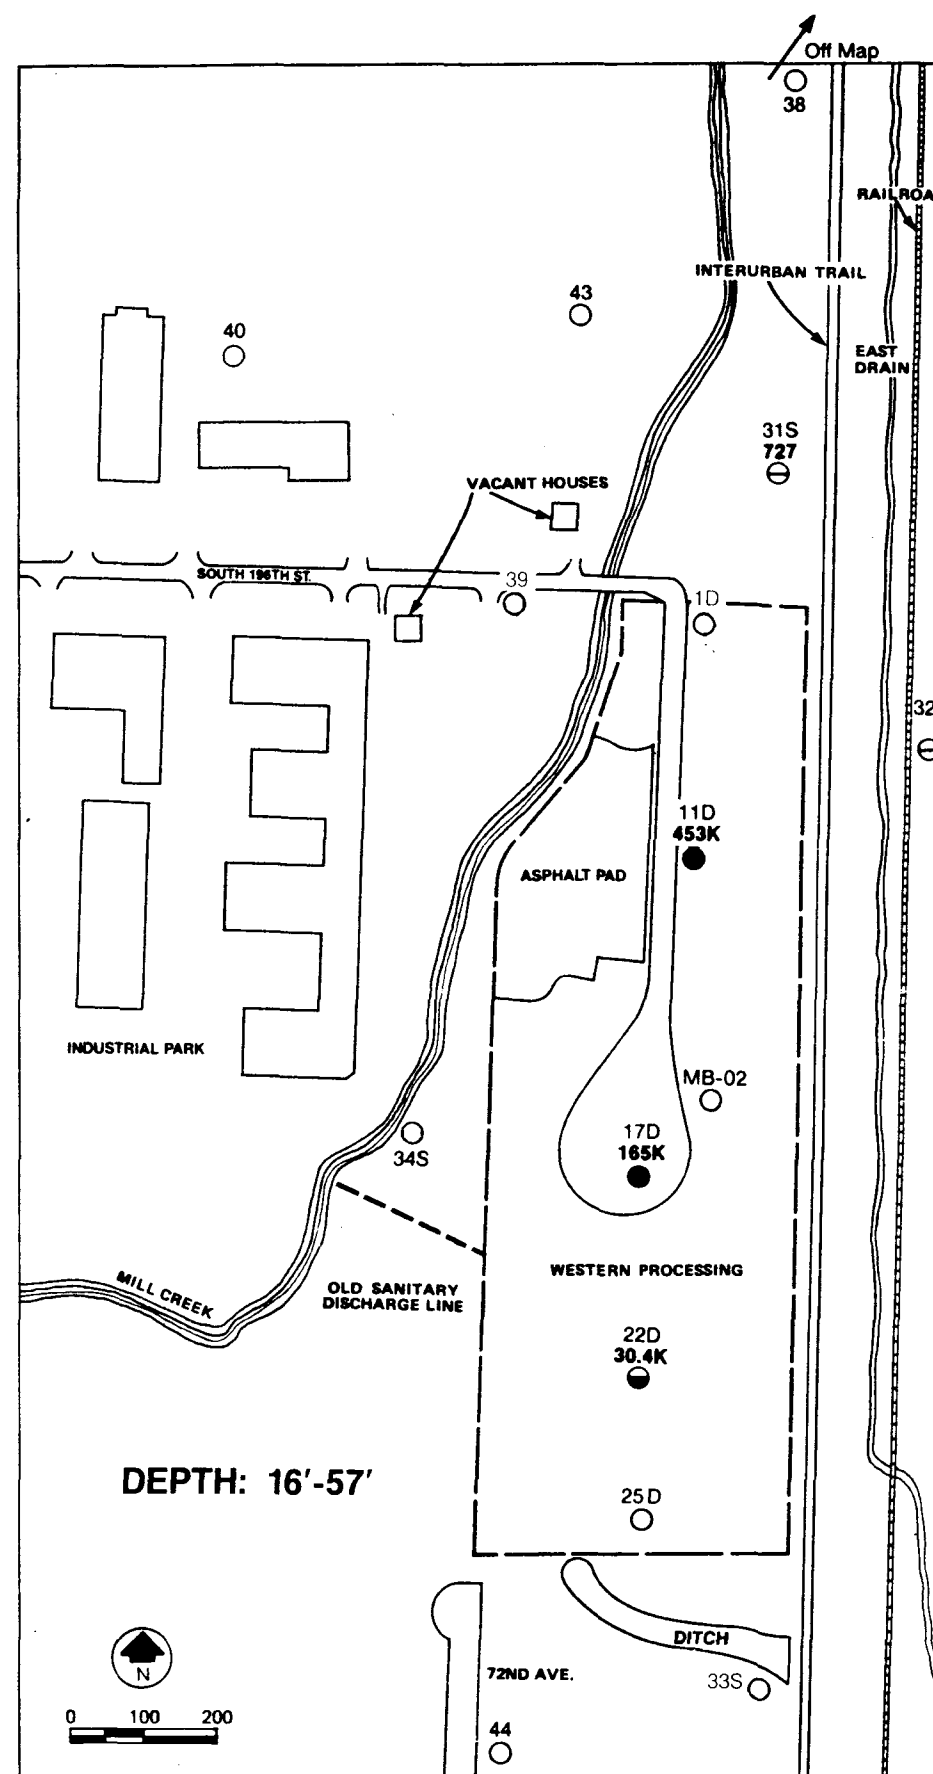 Off Map
38
RAILROA
INTERURBAN TRAIL
43
40
EAST
DRAIN
31S
727
VACANT HOUSES
SOUTH 196TH ST.
39
1D
32
11D
453K
ASPHALT PAD
INDUSTRIAL PARK
MB-02
17D
165K
34S
WESTERN PROCESSING
MILL CREEK
OLD SANITARY
DISCHARGE LINE
22D
30.4K
DEPTH: 16'-57'
25D
DITCH
N
72ND AVE.
33S
0 100 200
44